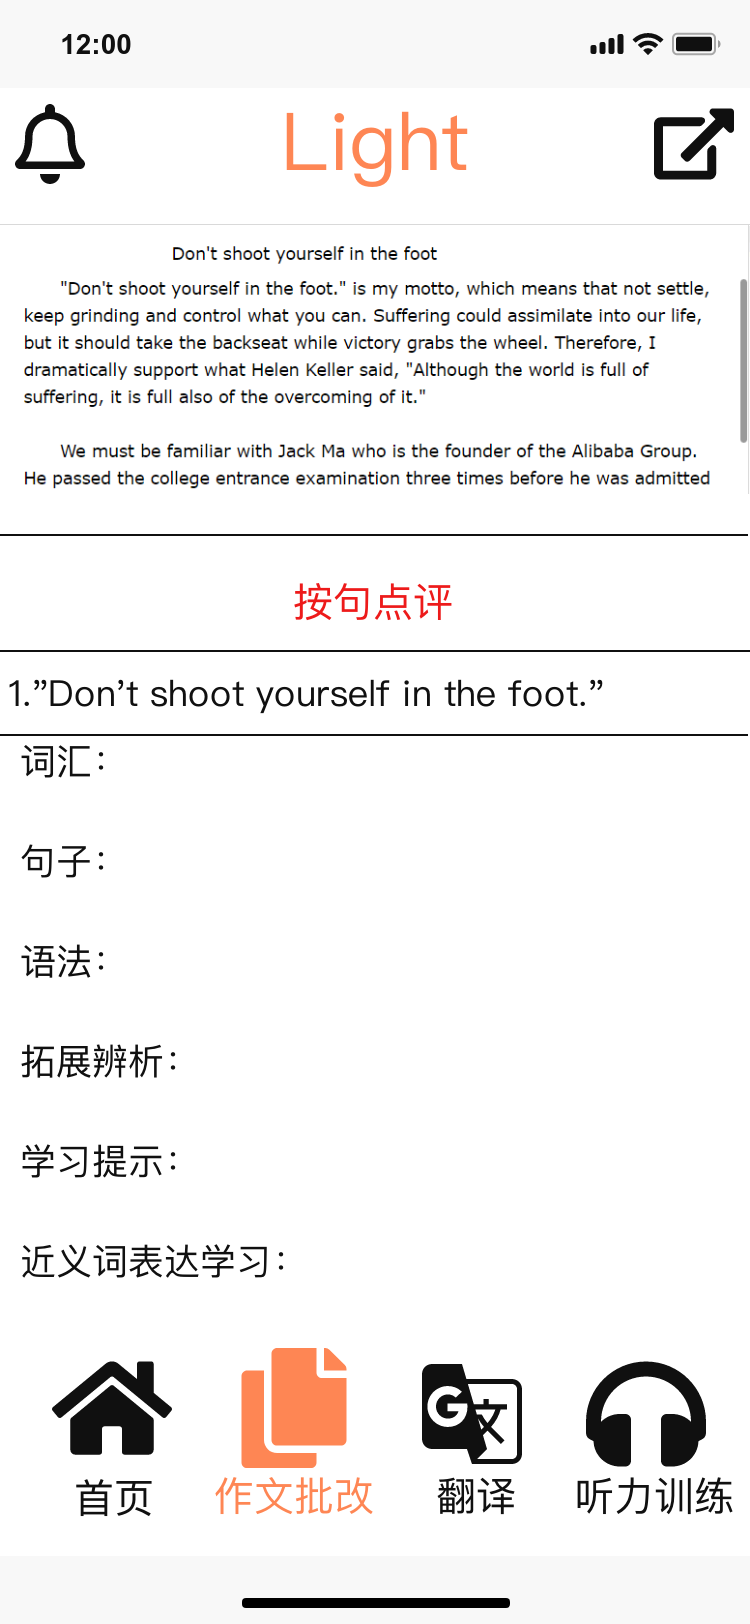 12:00
Light
Don't shoot yourself in the foot
"Don't shoot yourself in the foot." is my motto, which means that not settle,
keep grinding and control what you can. Suffering could assimilate into our life,
but it should take the backseat while victory grabs the wheel. Therefore, I
dramatically support what Helen Keller said, "Although the world is full of
suffering, it is full also of the overcoming of it."
We must be familiar with Jack Ma who is the founder of the Alibaba Group.
He passed the college entrance examination three times before he was admitted
按句点评
1.”Don’t shoot yourself in the foot.”
词汇：
句子：
语法：
拓展辨析：
学习提示：
近义词表达学习：
G 文
首页 作文批改 翻译 听力训练